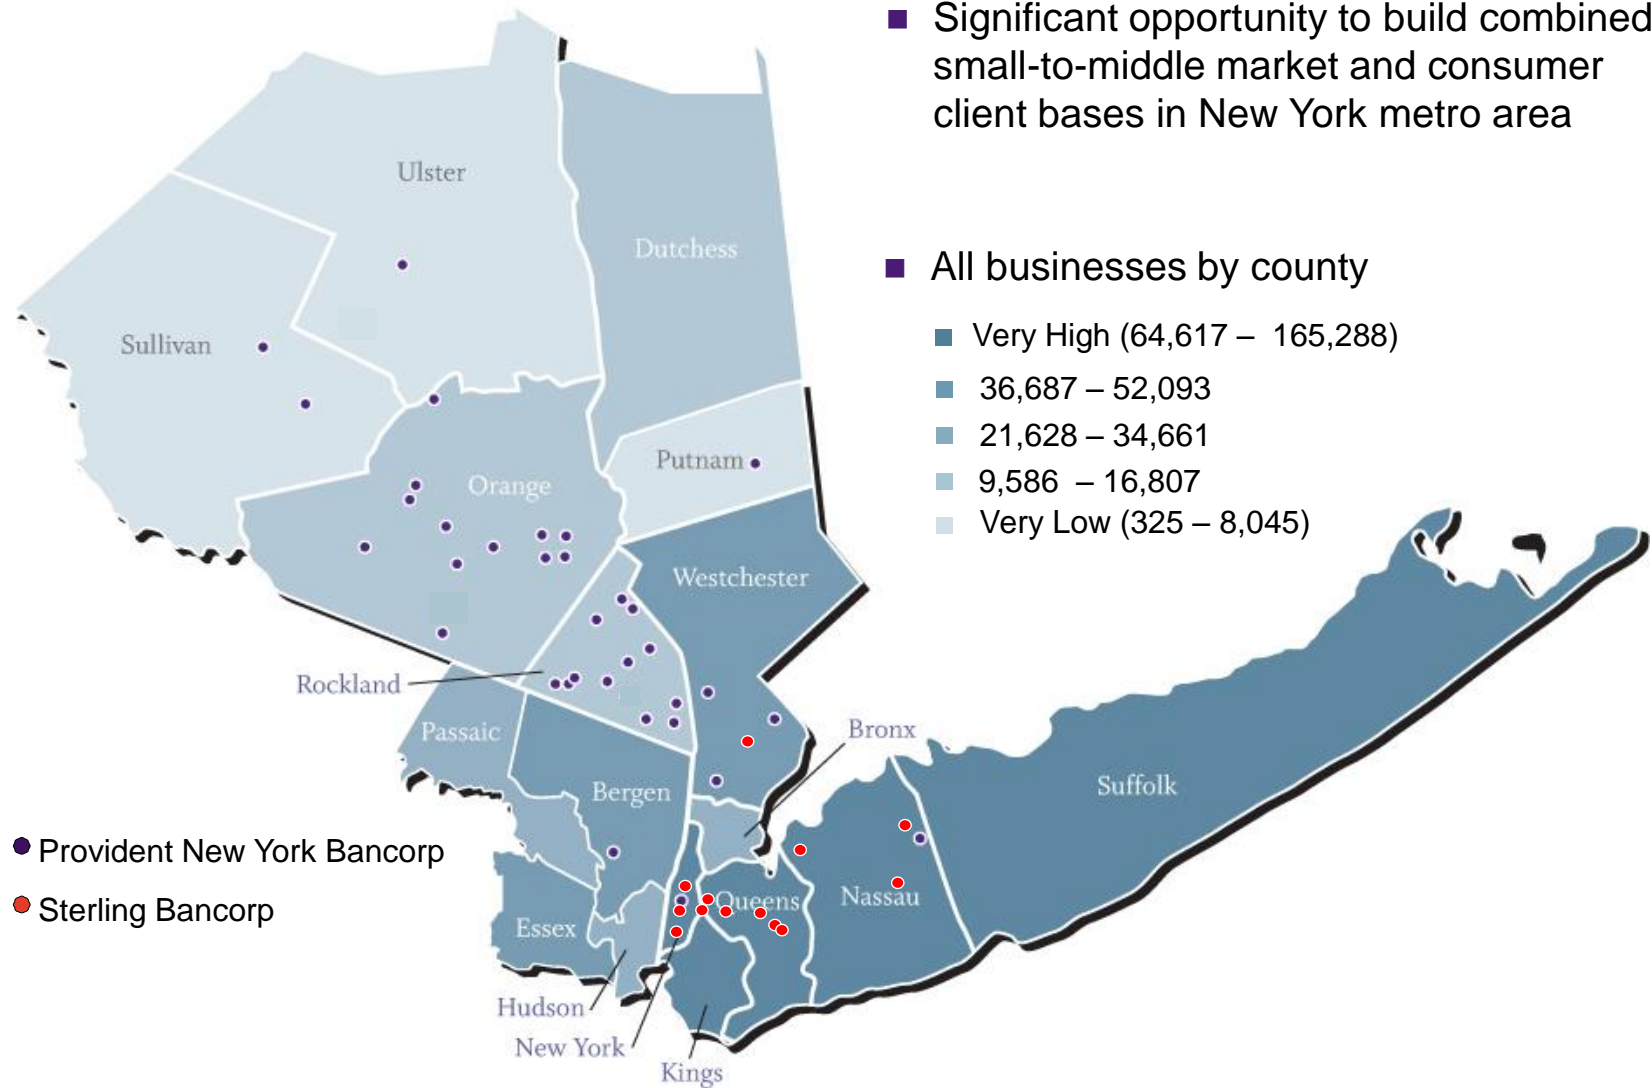 Significant opportunity to build combined
small-to-middle market and consumer
client bases in New York metro area
All businesses by county
Very High (64,617 – 165,288)
36,687 – 52,093
21,628 – 34,661
9,586 – 16,807
Very Low (325 – 8,045)
Ulster
Dutchess
Sullivan
Putnam
Orange
Westchester
Rockland
Passaic
Bronx
Bergen
Suffolk
Provident New York Bancorp
Sterling Bancorp
Queens
Nassau
Essex
Hudson
New York
Kings